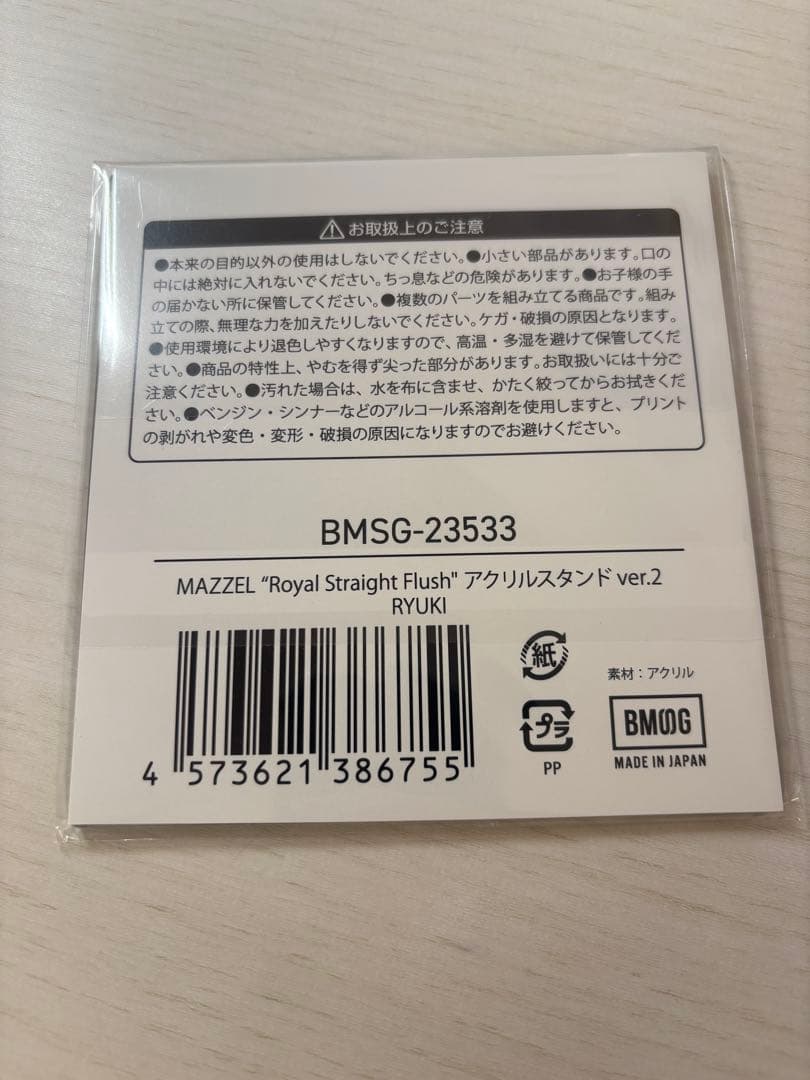 ⚠お取扱上のご注意
●本来の目的以外の使用はしないでください。●小さい部品があります。口の
中には絶対に入れないでください。ちっ息などの危険があります。●お子様の手
の届かない所に保管してください。●複数のパーツを組み立てる商品です。組み
立ての際、無理な力を加えたりしないでください。ケガ・破損の原因となります。
●使用環境により退色しやすくなりますので、高温・多湿を避けて保管してくだ
さい。●商品の特性上、やむを得ず尖った部分があります。お取扱いには十分ご
注意ください。●汚れた場合は、水を布に含ませ、かたく絞ってからお拭きくだ
さい。●ベンジン・シンナーなどのアルコール系溶剤を使用しますと、プリント
の剥がれや変色・変形・破損の原因になりますのでお避けください。
BMSG-23533
MAZZEL “Royal Straight Flush" アクリルスタンド ver.2
RYUKI
4 573621 386755
紙
プラ
PP
素材：アクリル
BMSG
MADE IN JAPAN